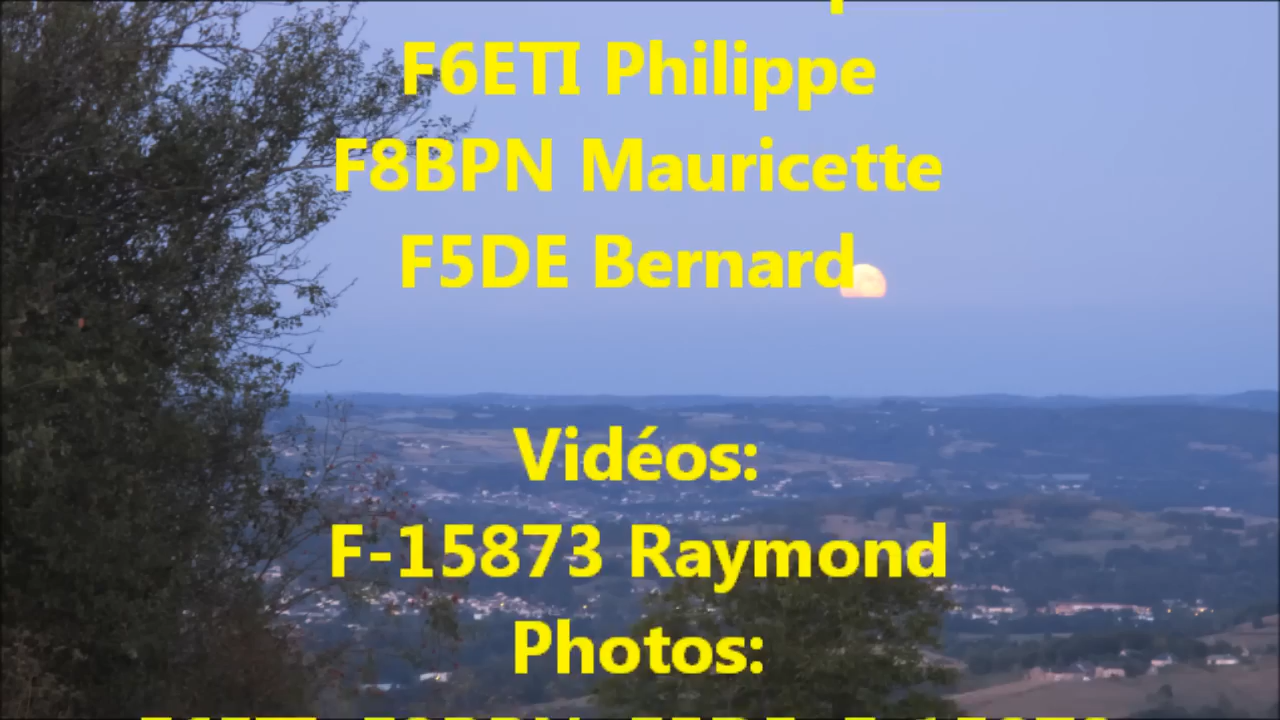 F6ETI Philippe
F8BPN Mauricette
F5DE Bernard
Vidéos:
F-15873 Raymond
Photos: